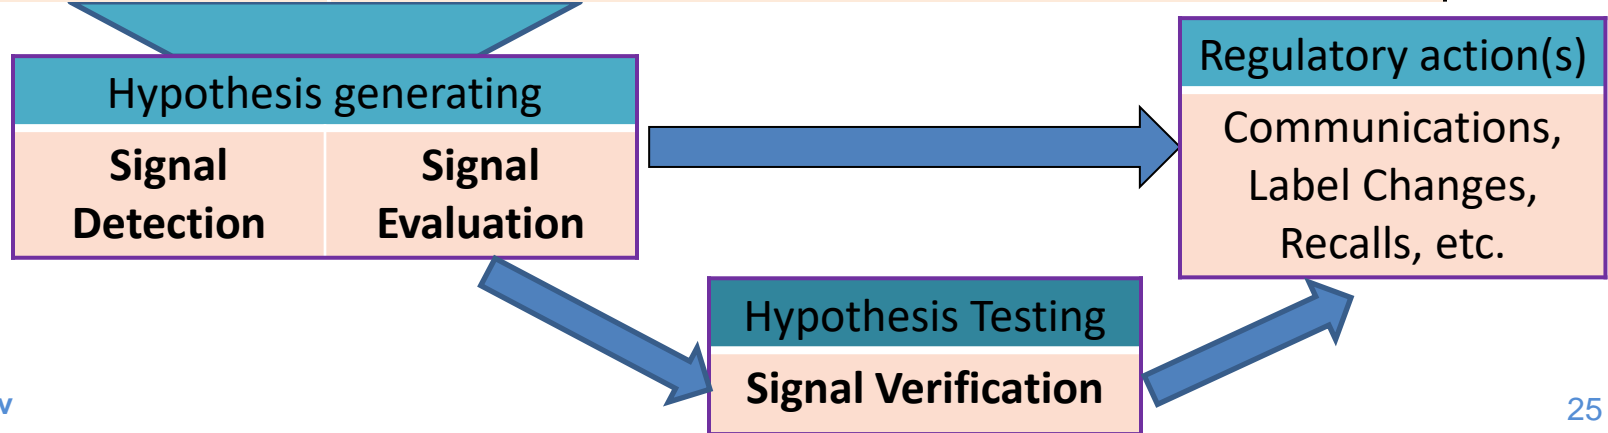 Hypothesis generating
Signal
Detection
Signal
Evaluation
Regulatory action(s)
Communications,
Label Changes,
Recalls, etc.
Hypothesis Testing
Signal Verification
v
25